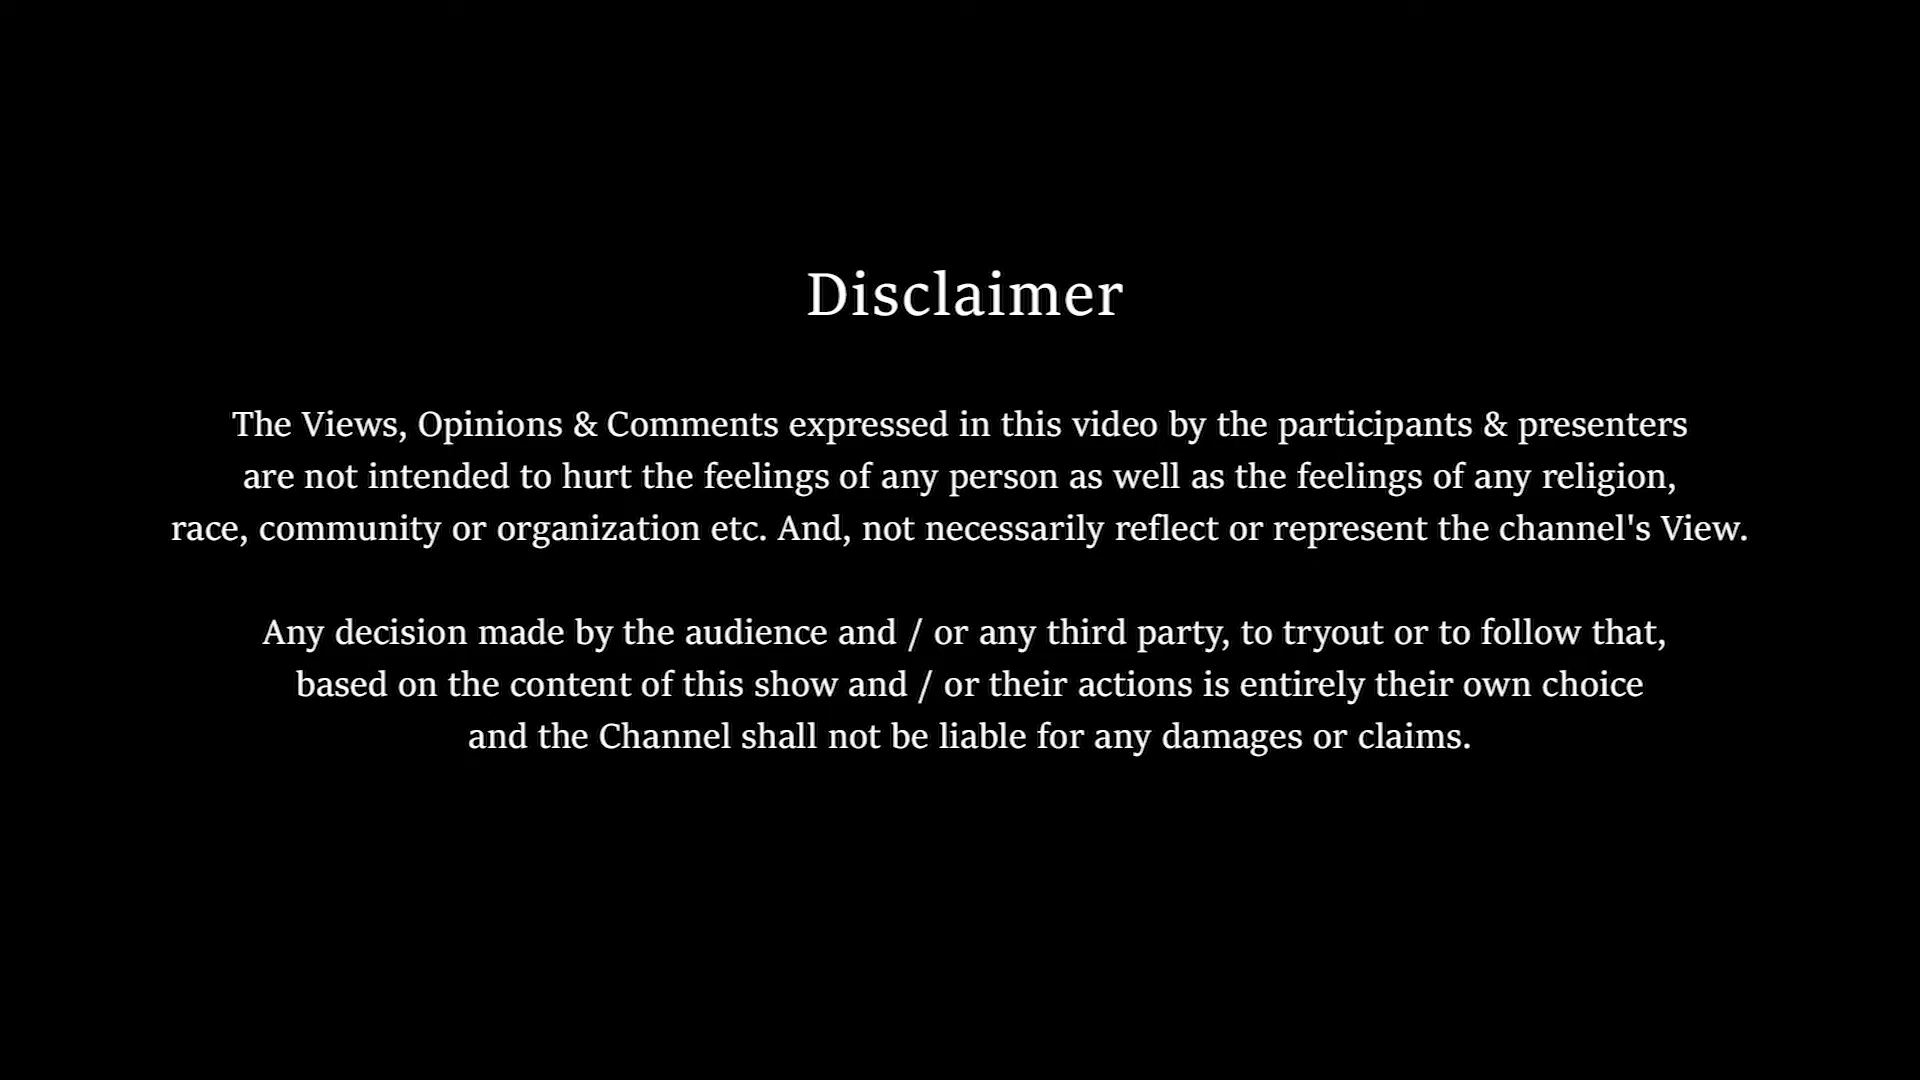 Disclaimer
The Views, Opinions & Comments expressed in this video by the participants & presenters
are not intended to hurt the feelings of any person as well as the feelings of any religion,
race, community or organization etc. And, not necessarily reflect or represent the channel's View.
Any decision made by the audience and / or any third party, to tryout or to follow that,
based on the content of this show and / or their actions is entirely their own choice
and the Channel shall not be liable for any damages or claims.